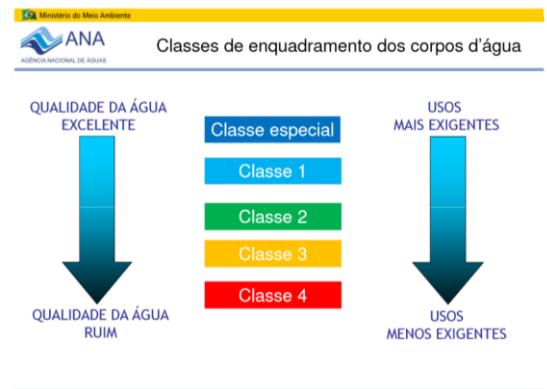 Ministério do Meio Ambiente
ANA
AGÊNCIA NACIONAL DE ÁGUAS
Classes de enquadramento dos corpos d'água
QUALIDADE DA ÁGUA
EXCELENTE
USOS
MAIS EXIGENTES
Classe especial
Classe 1
Classe 2
Classe 3
Classe 4
QUALIDADE DA ÁGUA
RUIM
USOS
MENOS EXIGENTES